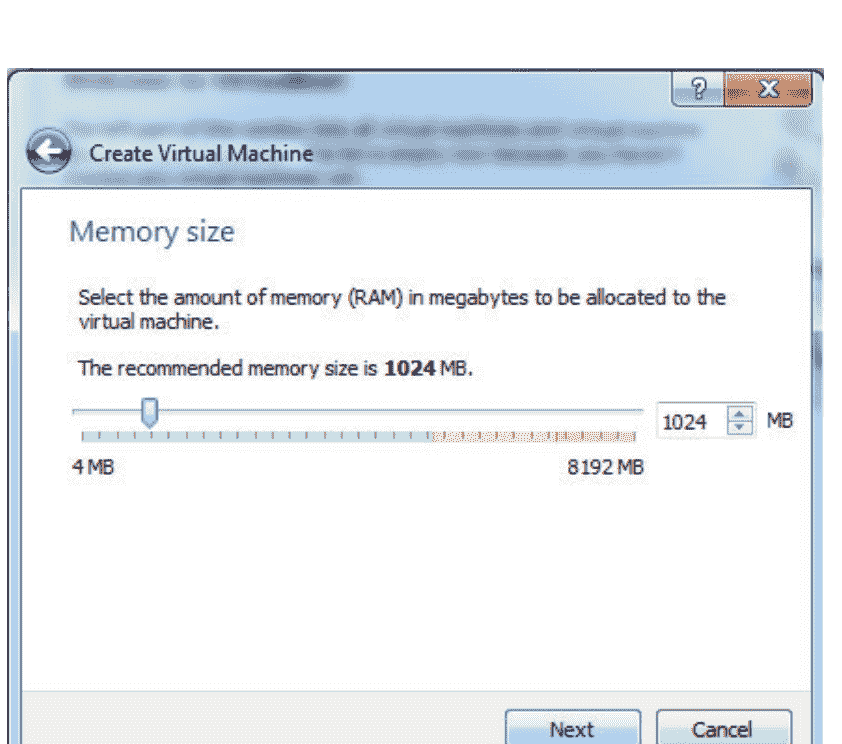 ?
X
Create Virtual Machine
Memory size
Select the amount of memory (RAM) in megabytes to be allocated to the
virtual machine.
The recommended memory size is 1024 MB.
1024 MB
4 MB 8192 MB
Next Cancel